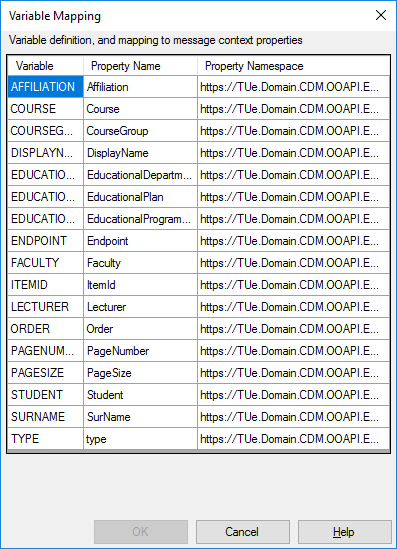 Variable Mapping
Variable definition, and mapping to message context properties
Variable Property Name Property Namespace
AFFILIATION Affiliation https://TUe.Domain.CDM.OOAPI.E...
COURSE Course https://TUe.Domain.CDM.OOAPI.E...
COURSEG... CourseGroup https://TUe.Domain.CDM.OOAPI.E...
DISPLAYN... DisplayName https://TUe.Domain.CDM.OOAPI.E...
EDUCATIO... EducationalDepartm... https://TUe.Domain.CDM.OOAPI.E...
EDUCATIO... EducationalPlan https://TUe.Domain.CDM.OOAPI.E...
EDUCATIO... EducationalProgram... https://TUe.Domain.CDM.OOAPI.E...
ENDPOINT Endpoint https://TUe.Domain.CDM.OOAPI.E...
FACULTY Faculty https://TUe.Domain.CDM.OOAPI.E...
ITEMID ItemId https://TUe.Domain.CDM.OOAPI.E...
LECTURER Lecturer https://TUe.Domain.CDM.OOAPI.E...
ORDER Order https://TUe.Domain.CDM.OOAPI.E...
PAGENUM... PageNumber https://TUe.Domain.CDM.OOAPI.E...
PAGESIZE PageSize https://TUe.Domain.CDM.OOAPI.E...
STUDENT Student https://TUe.Domain.CDM.OOAPI.E...
SURNAME SurName https://TUe.Domain.CDM.OOAPI.E...
TYPE type https://TUe.Domain.CDM.OOAPI.E...
OK Cancel Help